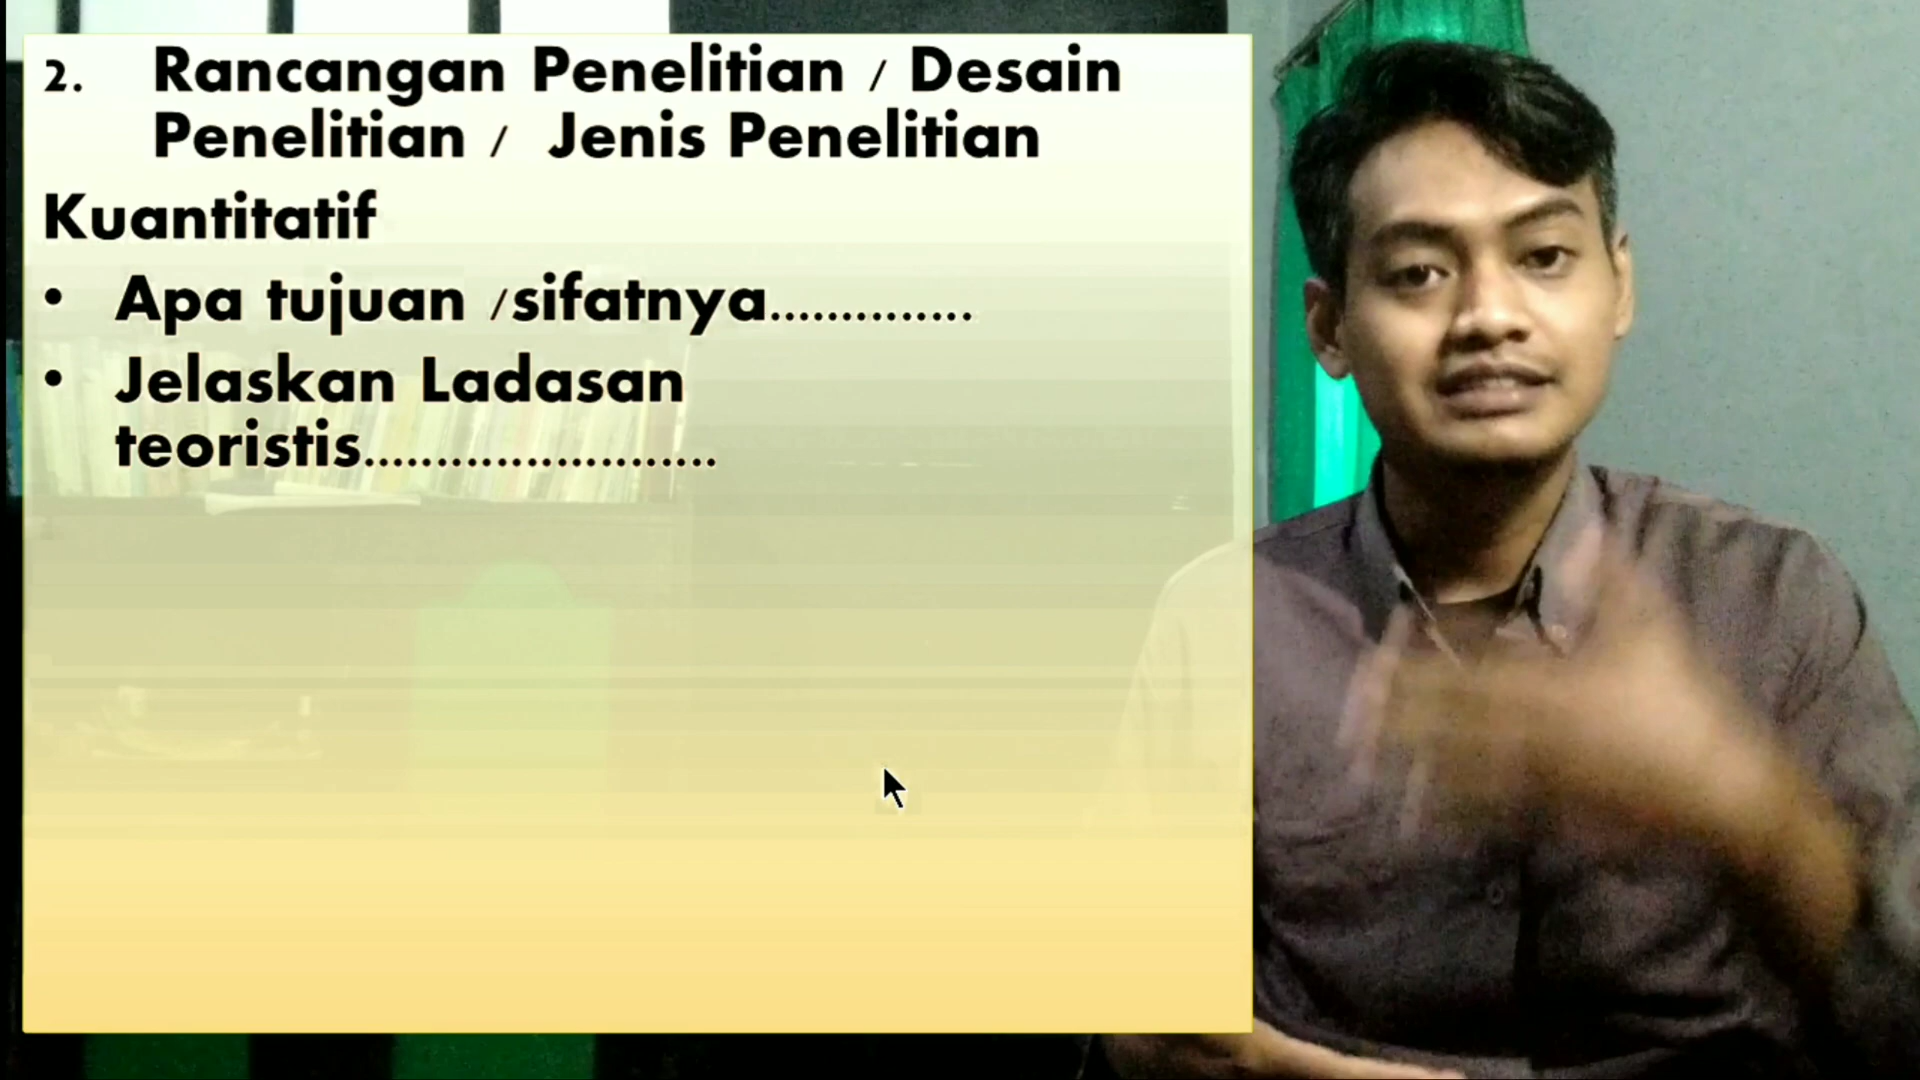 2. Rancangan Penelitian / Desain
Penelitian / Jenis Penelitian
Kuantitatif
• Apa tujuan /sifatnya..............
• Jelaskan Ladasan
teoristis........................